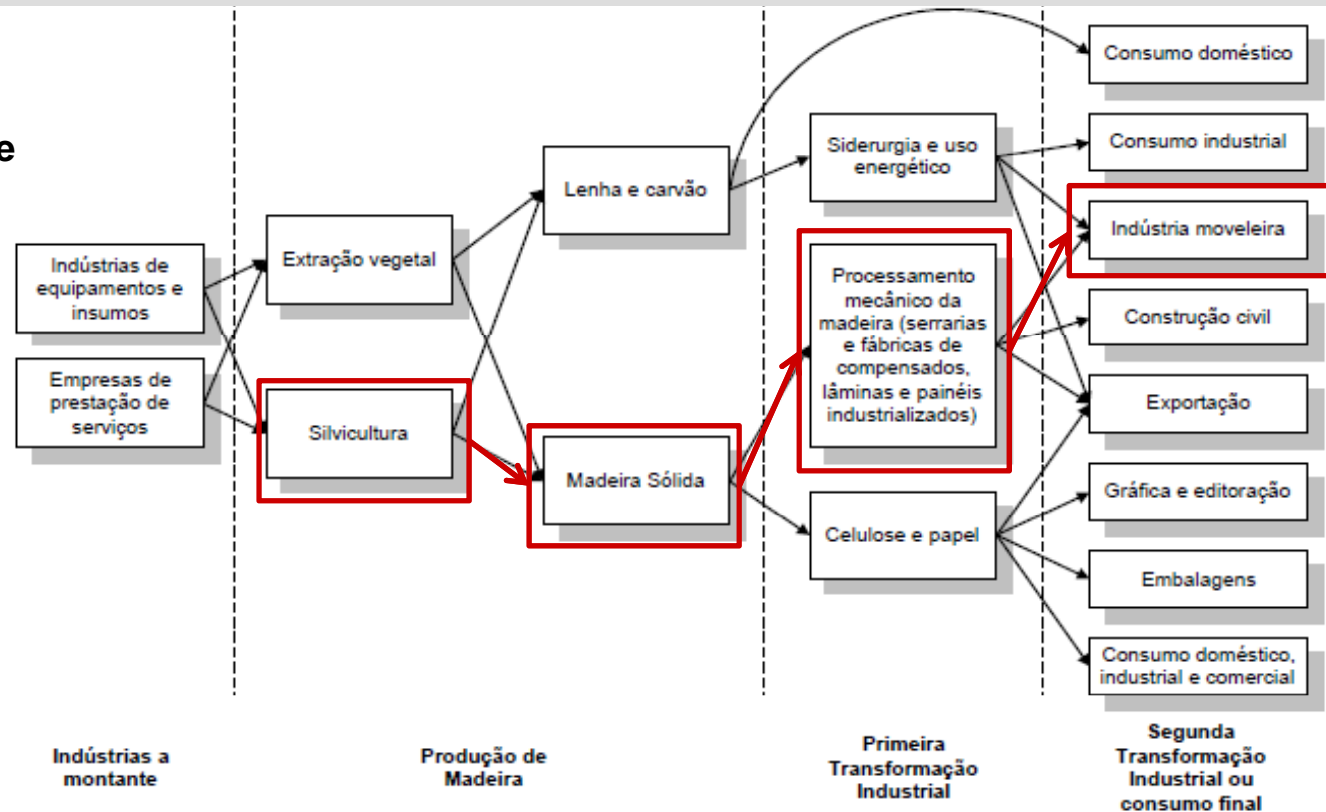 e
Indústrias de
equipamentos e
insumos
Empresas de
prestação de
serviços
Extração vegetal
Silvicultura
Lenha e carvão
Madeira Sólida
Siderurgia e uso
energético
Processamento
mecânico da
madeira (serrarias
e fábricas de
compensados,
lâminas e painéis
industrializados)
Celulose e papel
Consumo doméstico
Consumo industrial
Indústria moveleira
Construção civil
Exportação
Gráfica e editoração
Embalagens
Consumo doméstico,
industrial e comercial
Indústrias a
montante
Produção de
Madeira
Primeira
Transformação
Industrial
Segunda
Transformação
Industrial ou
consumo final